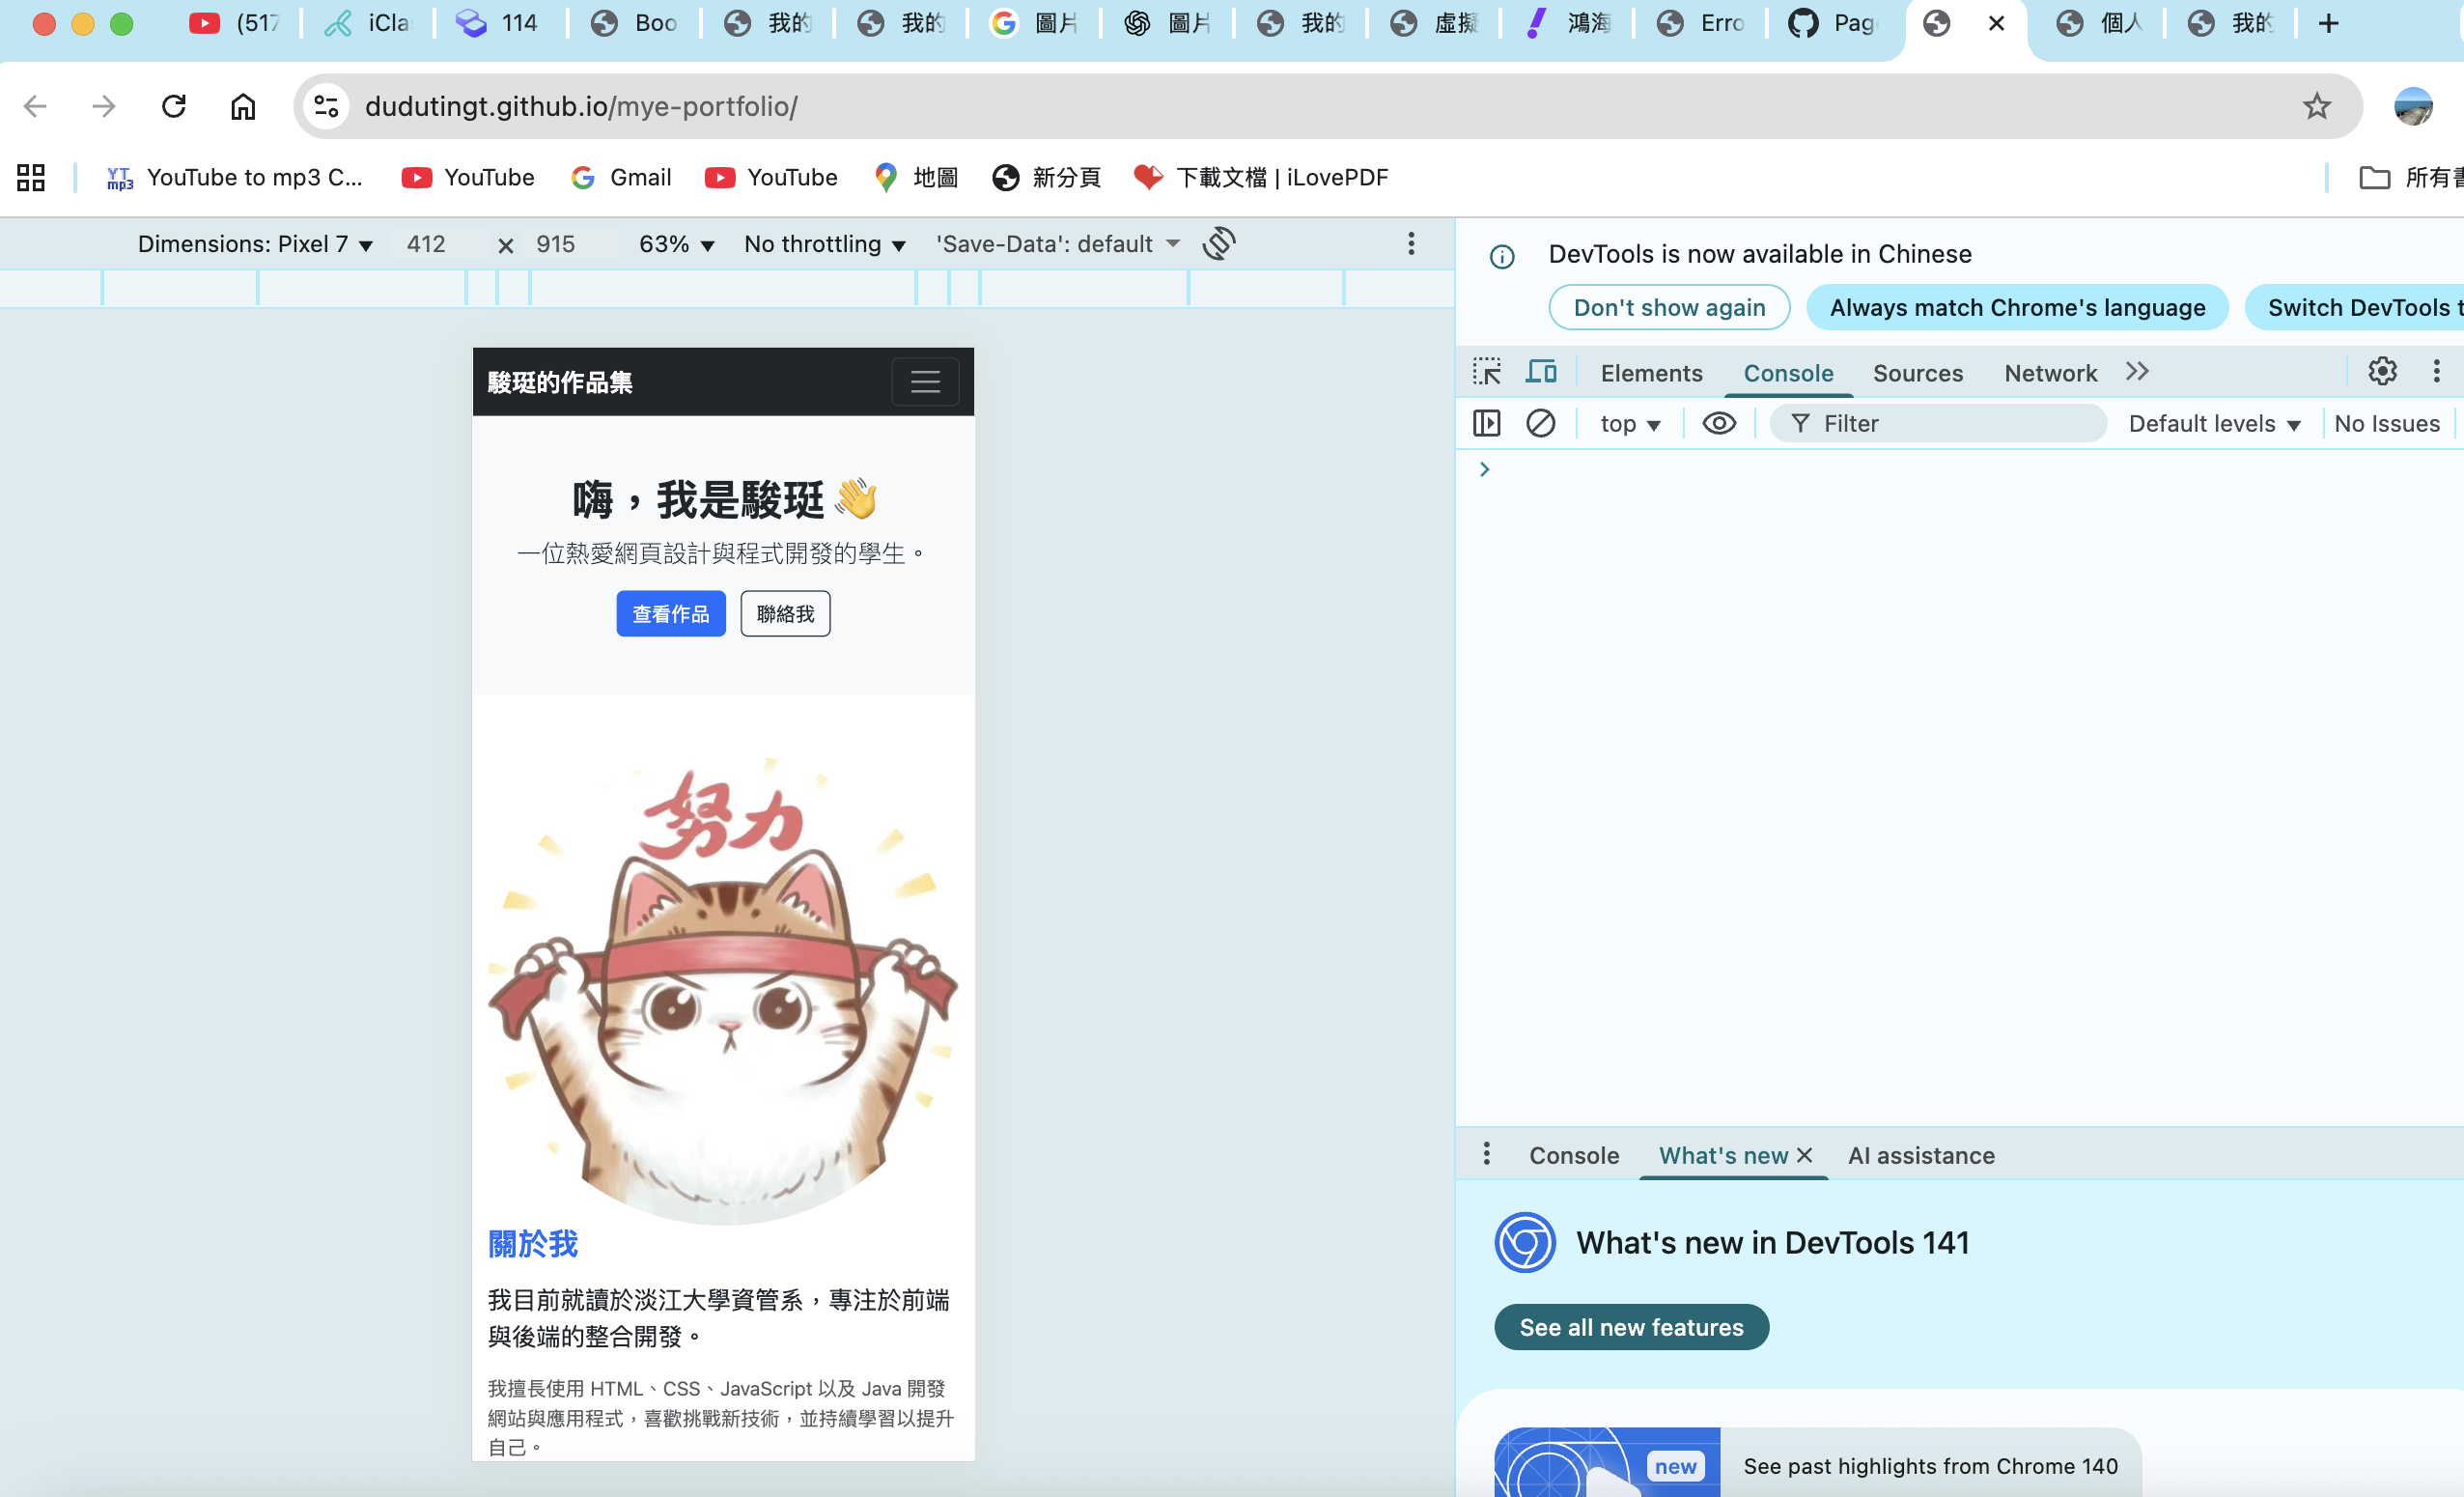 (517
iCla
114
Boo
我的
我的
圖片
圖片
我的
虛擬
鴻海
Erro
Page
個人
我的
dudutingt.github.io/mye-portfolio/
YouTube to mp3 C...
YouTube
Gmail
YouTube
地圖
新分頁
下載文檔 | iLovePDF
所有書
Dimensions: Pixel 7 412 × 915 63% No throttling 'Save-Data': default
駿珽的作品集
嗨，我是駿珽👋
一位熱愛網頁設計與程式開發的學生。
查看作品 聯絡我
努力
關於我
我目前就讀於淡江大學資管系，專注於前端
與後端的整合開發。
我擅長使用 HTML、CSS、JavaScript 以及 Java 開發
網站與應用程式，喜歡挑戰新技術，並持續學習以提升
自己。
DevTools is now available in Chinese
Don't show again Always match Chrome's language Switch DevTools t
Elements Console Sources Network
top Filter Default levels No Issues
Console What's new AI assistance
What's new in DevTools 141
See all new features
new
See past highlights from Chrome 140